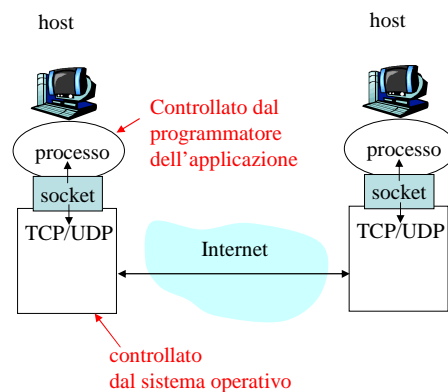 host
host
Controllato dal
programmatore
dell'applicazione
processo
processo
socket
socket
TCP/UDP
TCP/UDP
Internet
controllato
dal sistema operativo